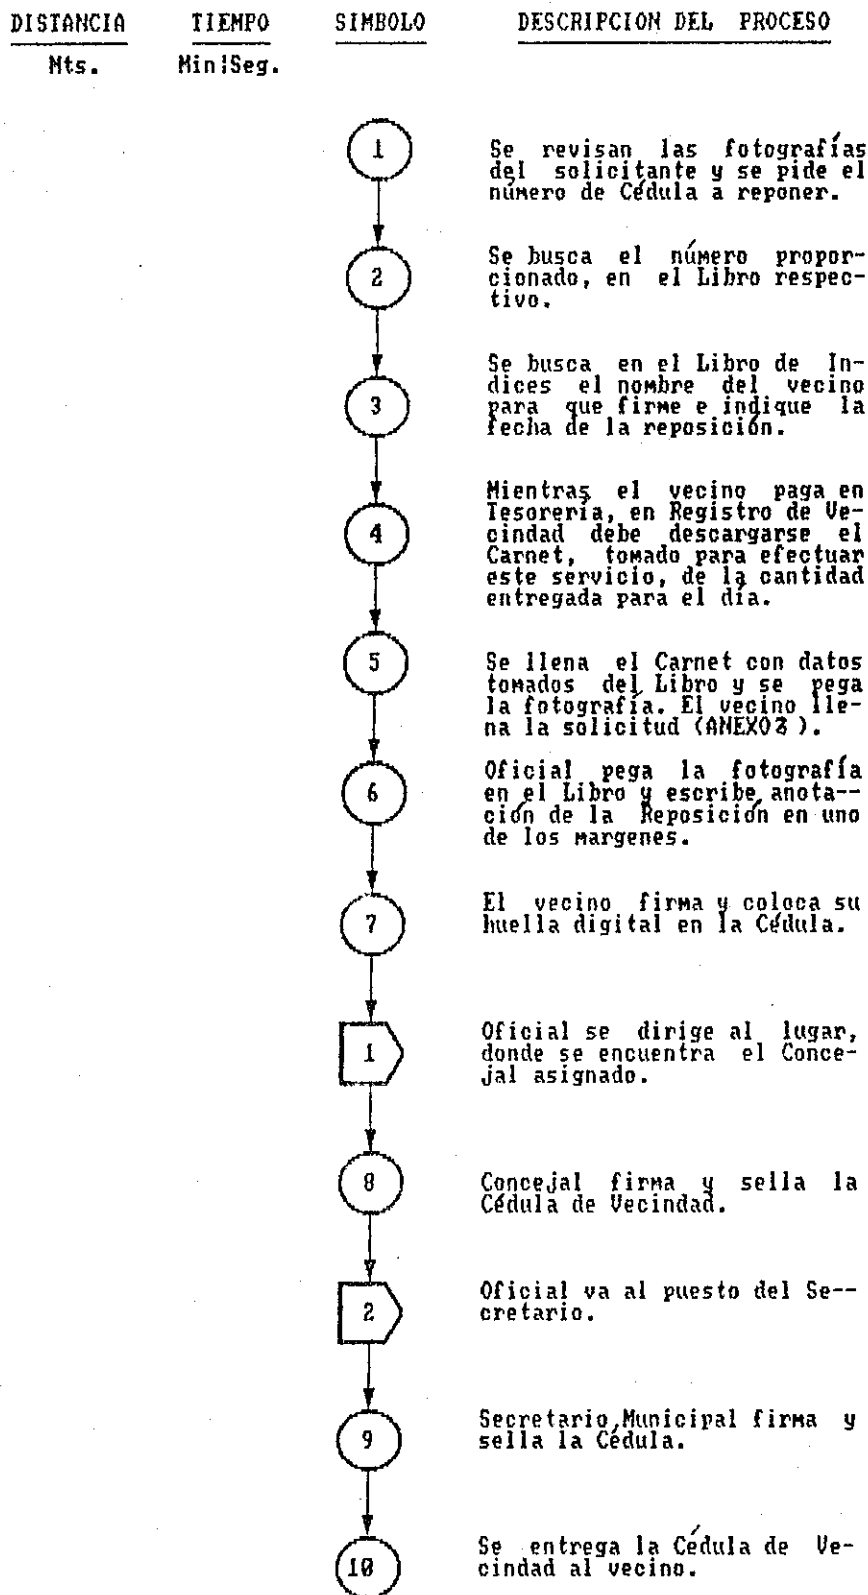 DISTANCIA TIEMPO SIMBOLO DESCRIPCION DEL PROCESO
Mts. Min|Seg.
1
Se revisan las fotografías
del solicitante y se pide el
número de Cédula a reponer.
2
Se busca el número propor-
cionado, en el Libro respec-
tivo.
3
Se busca en el Libro de In-
dices el nombre del vecino
para que firme e indique la
fecha de la reposición.
4
Mientras el vecino paga en
Tesorería, en Registro de Ve-
cindad debe descargarse el
Carnet, tomado para efectuar
este servicio, de la cantidad
entregada para el día.
5
Se llena el Carnet con datos
tomados del Libro y se pega
la fotografía. El vecino lle-
na la solicitud (ANEXO 3).
6
Oficial pega la fotografía
en el Libro y escribe anota--
ción de la Reposición en uno
de los margenes.
7
El vecino firma y coloca su
huella digital en la Cédula.
1
Oficial se dirige al lugar,
donde se encuentra el Conce-
jal asignado.
8
Concejal firma y sella la
Cédula de Vecindad.
2
Oficial va al puesto del Se--
cretario.
9
Secretario Municipal firma y
sella la Cédula.
10
Se entrega la Cédula de Ve-
cindad al vecino.